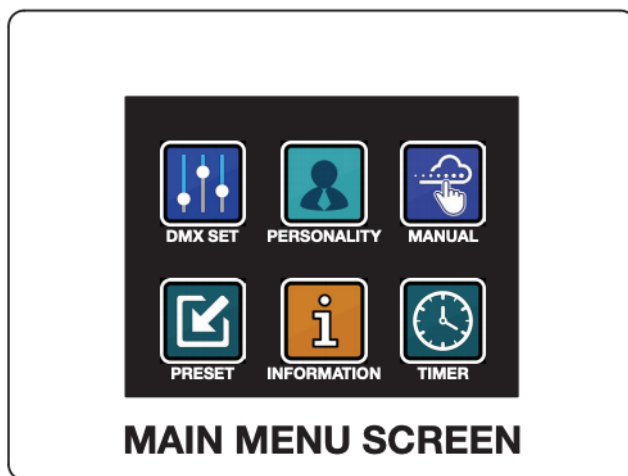 DMX SET PERSONALITY MANUAL
PRESET INFORMATION TIMER
MAIN MENU SCREEN